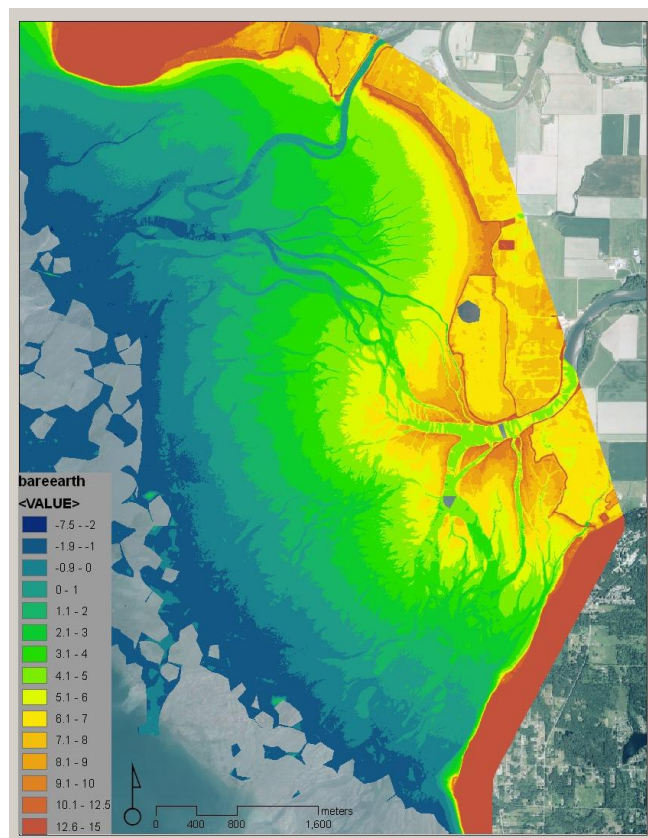 bareearth
<VALUE>
-7.5 - -2
-1.9 - -1
-0.9 - 0
0 - 1
1.1 - 2
2.1 - 3
3.1 - 4
4.1 - 5
5.1 - 6
6.1 - 7
7.1 - 8
8.1 - 9
9.1 - 10
10.1 - 12.5
12.6 - 15
meters
0 400 800 1,600